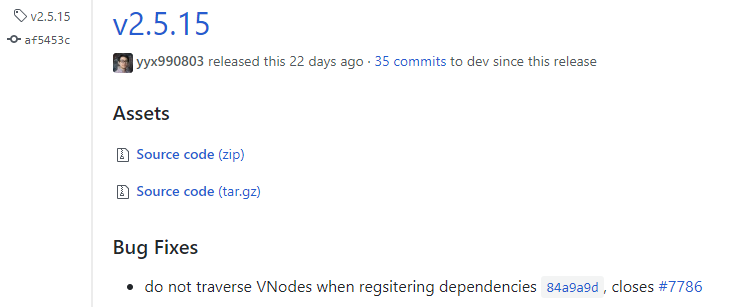 v2.5.15
af5453c
v2.5.15
yyx990803 released this 22 days ago · 35 commits to dev since this release
Assets
Source code (zip)
Source code (tar.gz)
Bug Fixes
• do not traverse VNodes when regsitering dependencies 84a9a9d , closes #7786